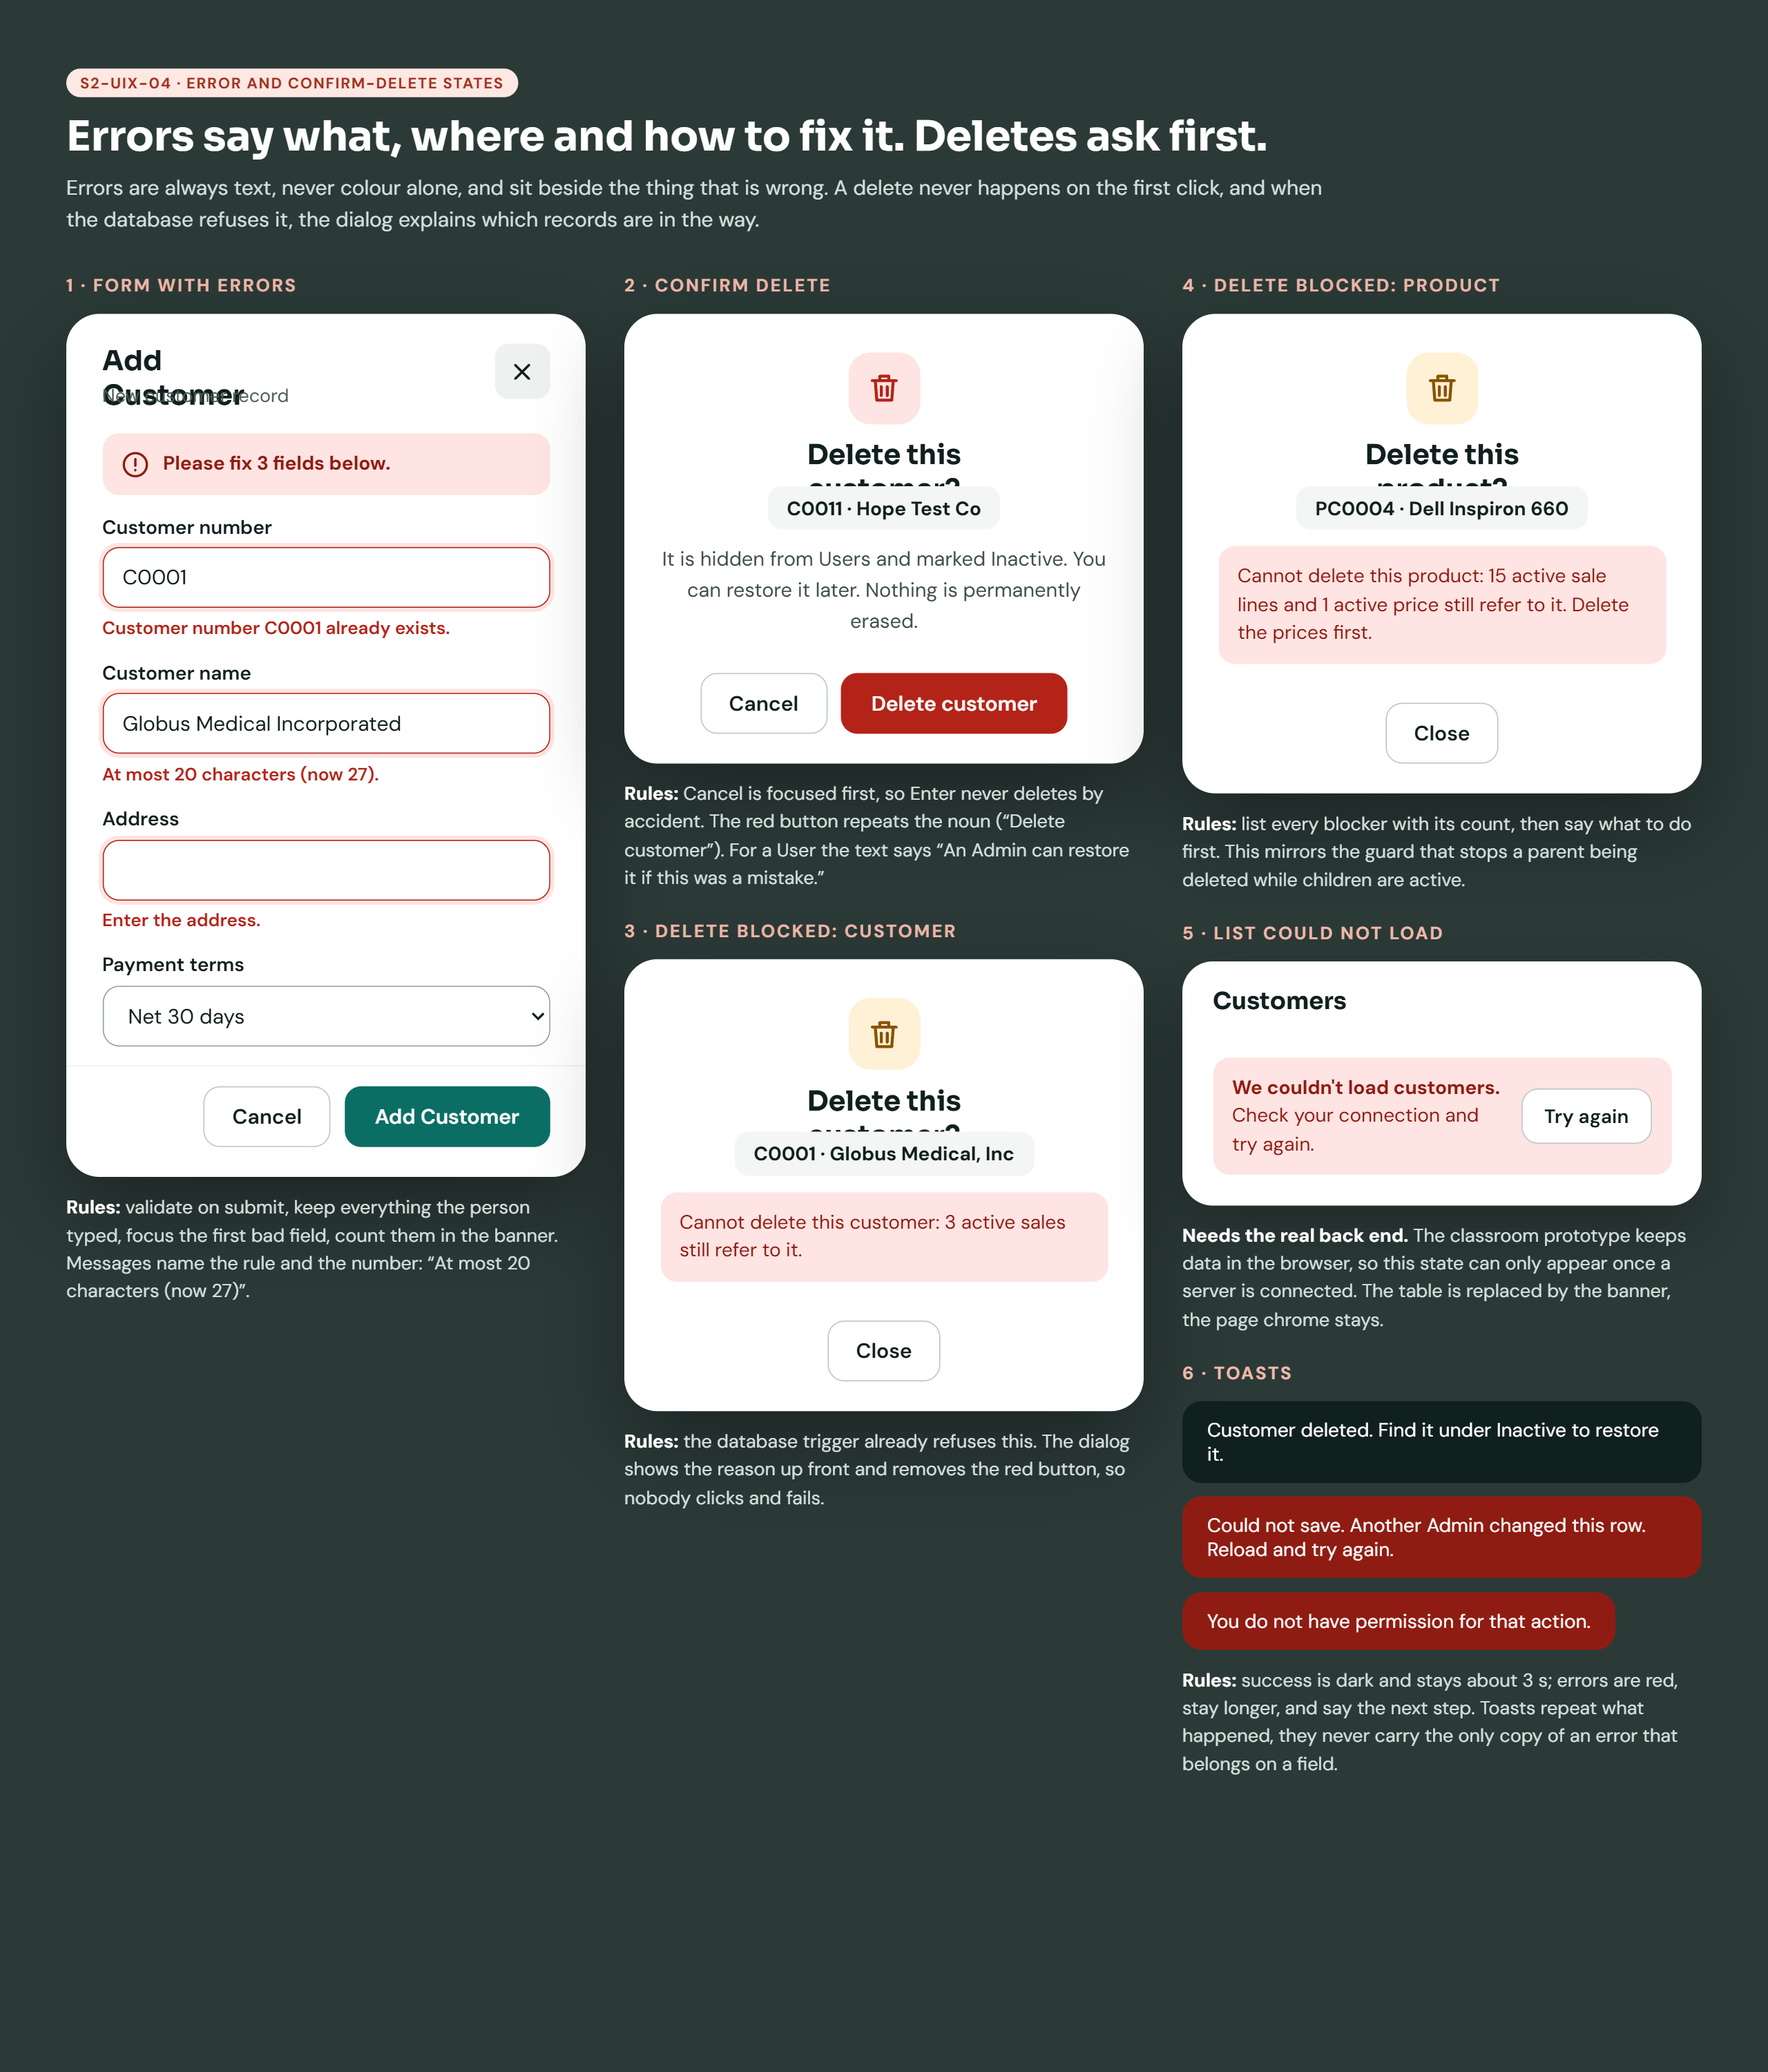 S2-UIX-04 · ERROR AND CONFIRM-DELETE STATES
Errors say what, where and how to fix it. Deletes ask first.
Errors are always text, never colour alone, and sit beside the thing that is wrong. A delete never happens on the first click, and when
the database refuses it, the dialog explains which records are in the way.
1 · FORM WITH ERRORS
Add
Customer
New customer record
Please fix 3 fields below.
Customer number
C0001
Customer number C0001 already exists.
Customer name
Globus Medical Incorporated
At most 20 characters (now 27).
Address
Enter the address.
Payment terms
Net 30 days
Cancel
Add Customer
Rules: validate on submit, keep everything the person
typed, focus the first bad field, count them in the banner.
Messages name the rule and the number: “At most 20
characters (now 27)”.
2 · CONFIRM DELETE
Delete this
customer?
C0011 · Hope Test Co
It is hidden from Users and marked Inactive. You
can restore it later. Nothing is permanently
erased.
Cancel
Delete customer
Rules: Cancel is focused first, so Enter never deletes by
accident. The red button repeats the noun (“Delete
customer”). For a User the text says “An Admin can restore
it if this was a mistake.”
3 · DELETE BLOCKED: CUSTOMER
Delete this
customer?
C0001 · Globus Medical, Inc
Cannot delete this customer: 3 active sales
still refer to it.
Close
Rules: the database trigger already refuses this. The dialog
shows the reason up front and removes the red button, so
nobody clicks and fails.
4 · DELETE BLOCKED: PRODUCT
Delete this
product?
PC0004 · Dell Inspiron 660
Cannot delete this product: 15 active sale
lines and 1 active price still refer to it. Delete
the prices first.
Close
Rules: list every blocker with its count, then say what to do
first. This mirrors the guard that stops a parent being
deleted while children are active.
5 · LIST COULD NOT LOAD
Customers
We couldn't load customers.
Check your connection and
try again.
Try again
Needs the real back end. The classroom prototype keeps
data in the browser, so this state can only appear once a
server is connected. The table is replaced by the banner,
the page chrome stays.
6 · TOASTS
Customer deleted. Find it under Inactive to restore
it.
Could not save. Another Admin changed this row.
Reload and try again.
You do not have permission for that action.
Rules: success is dark and stays about 3 s; errors are red,
stay longer, and say the next step. Toasts repeat what
happened, they never carry the only copy of an error that
belongs on a field.